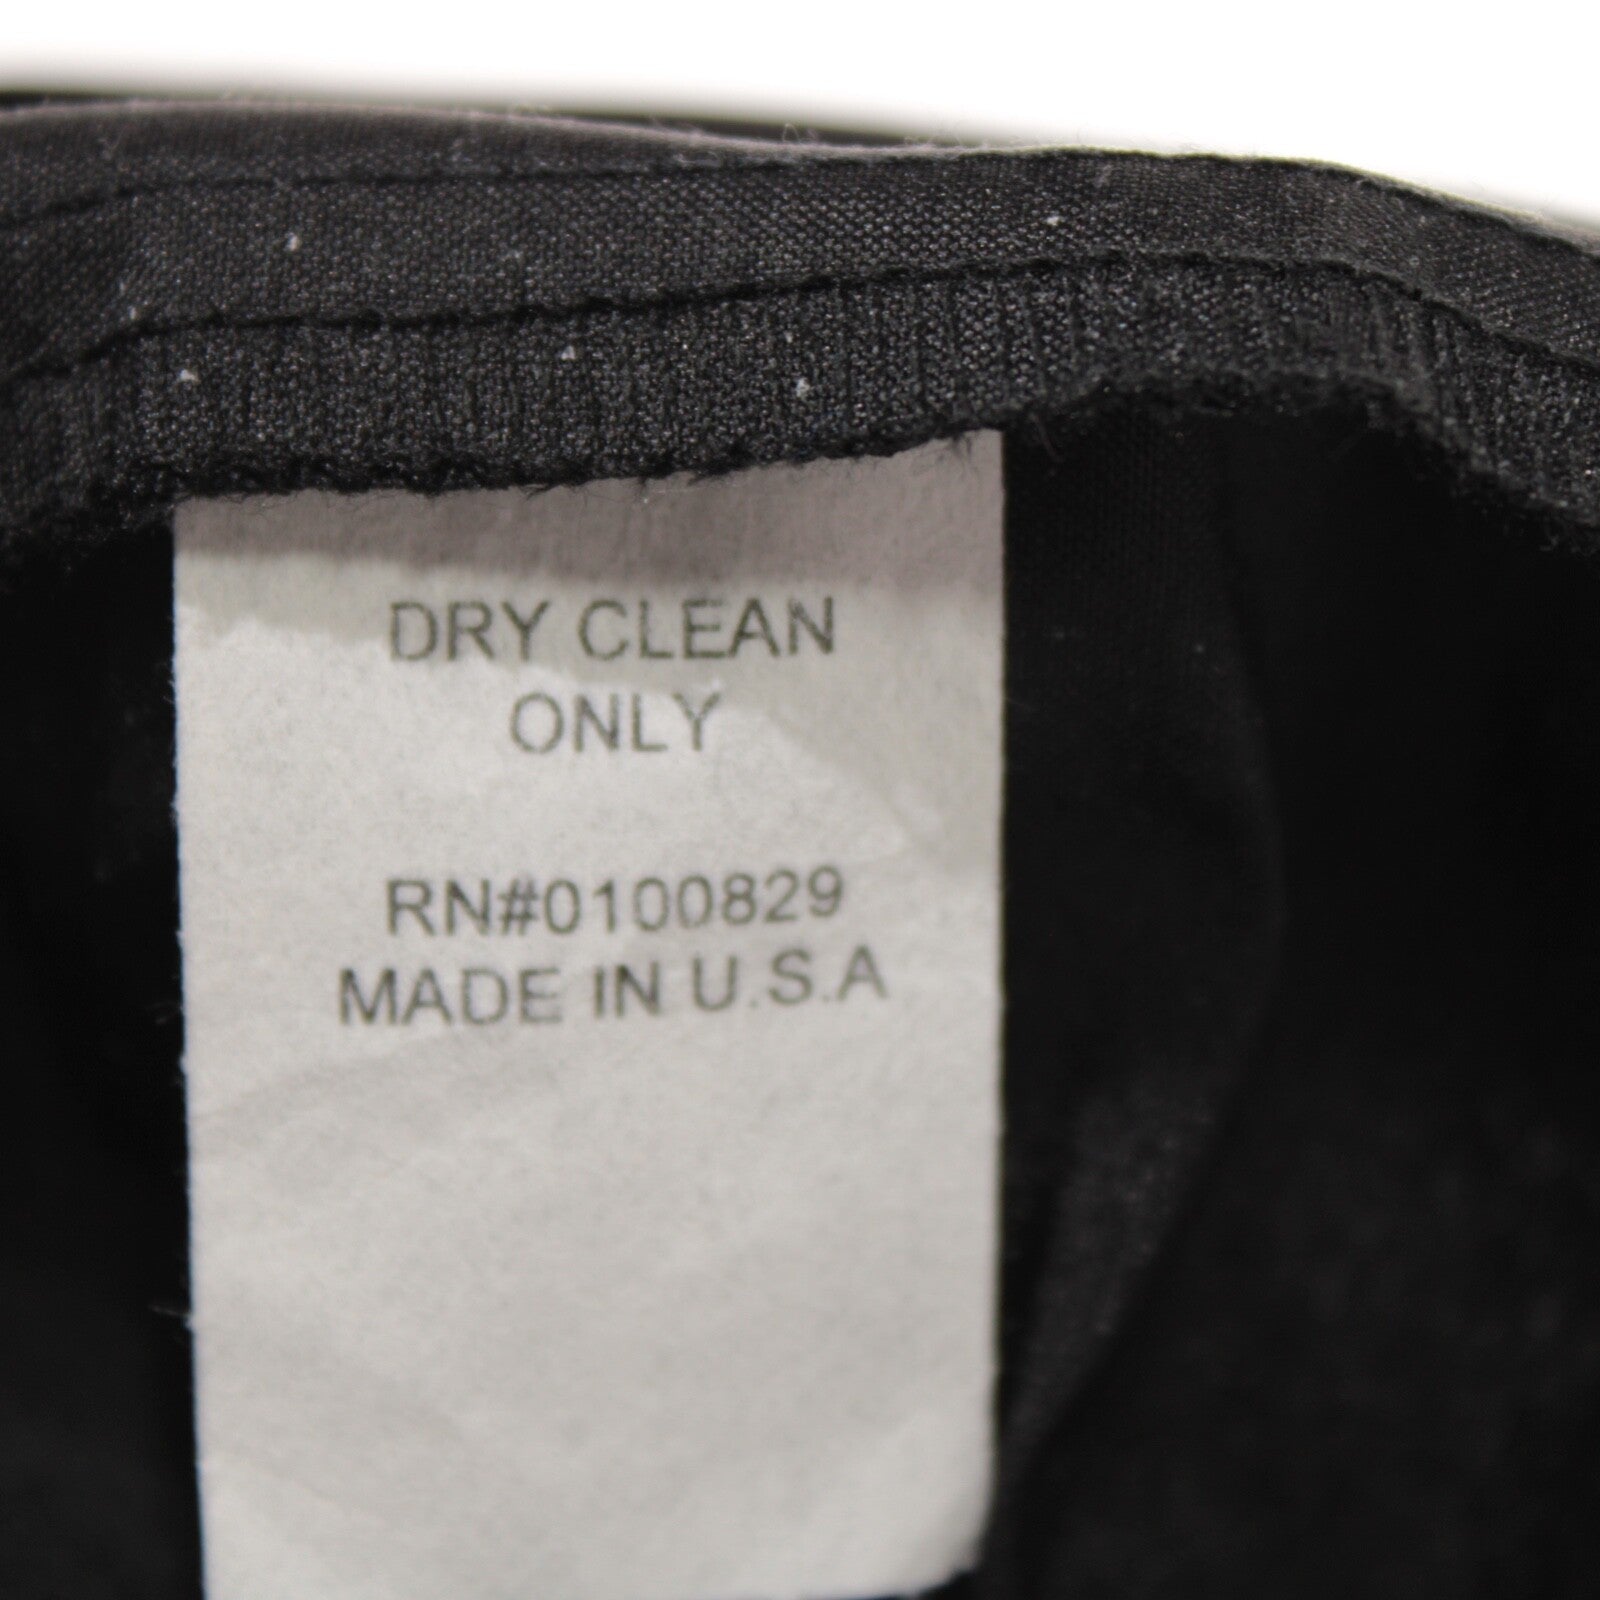 DRY CLEAN
ONLY
RN#0100829
MADE IN U.S.A